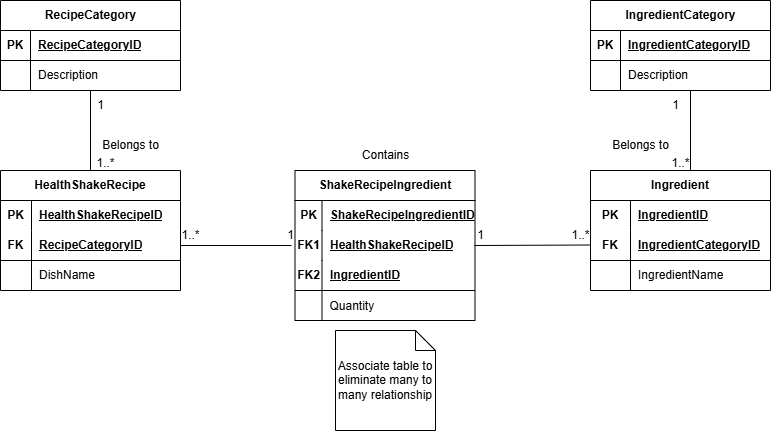 RecipeCategory
PK RecipeCategoryID
Description
1
Belongs to
1..*
HealthShakeRecipe
PK HealthShakeRecipeID
FK RecipeCategoryID
DishName
1..*
1
Contains
ShakeRecipeIngredient
PK ShakeRecipeIngredientID
FK1 HealthShakeRecipeID
FK2 IngredientID
Quantity
Associate table to
eliminate many to
many relationship
1
1..*
IngredientCategory
PK IngredientCategoryID
Description
1
Belongs to
1..*
Ingredient
PK IngredientID
FK IngredientCategoryID
IngredientName